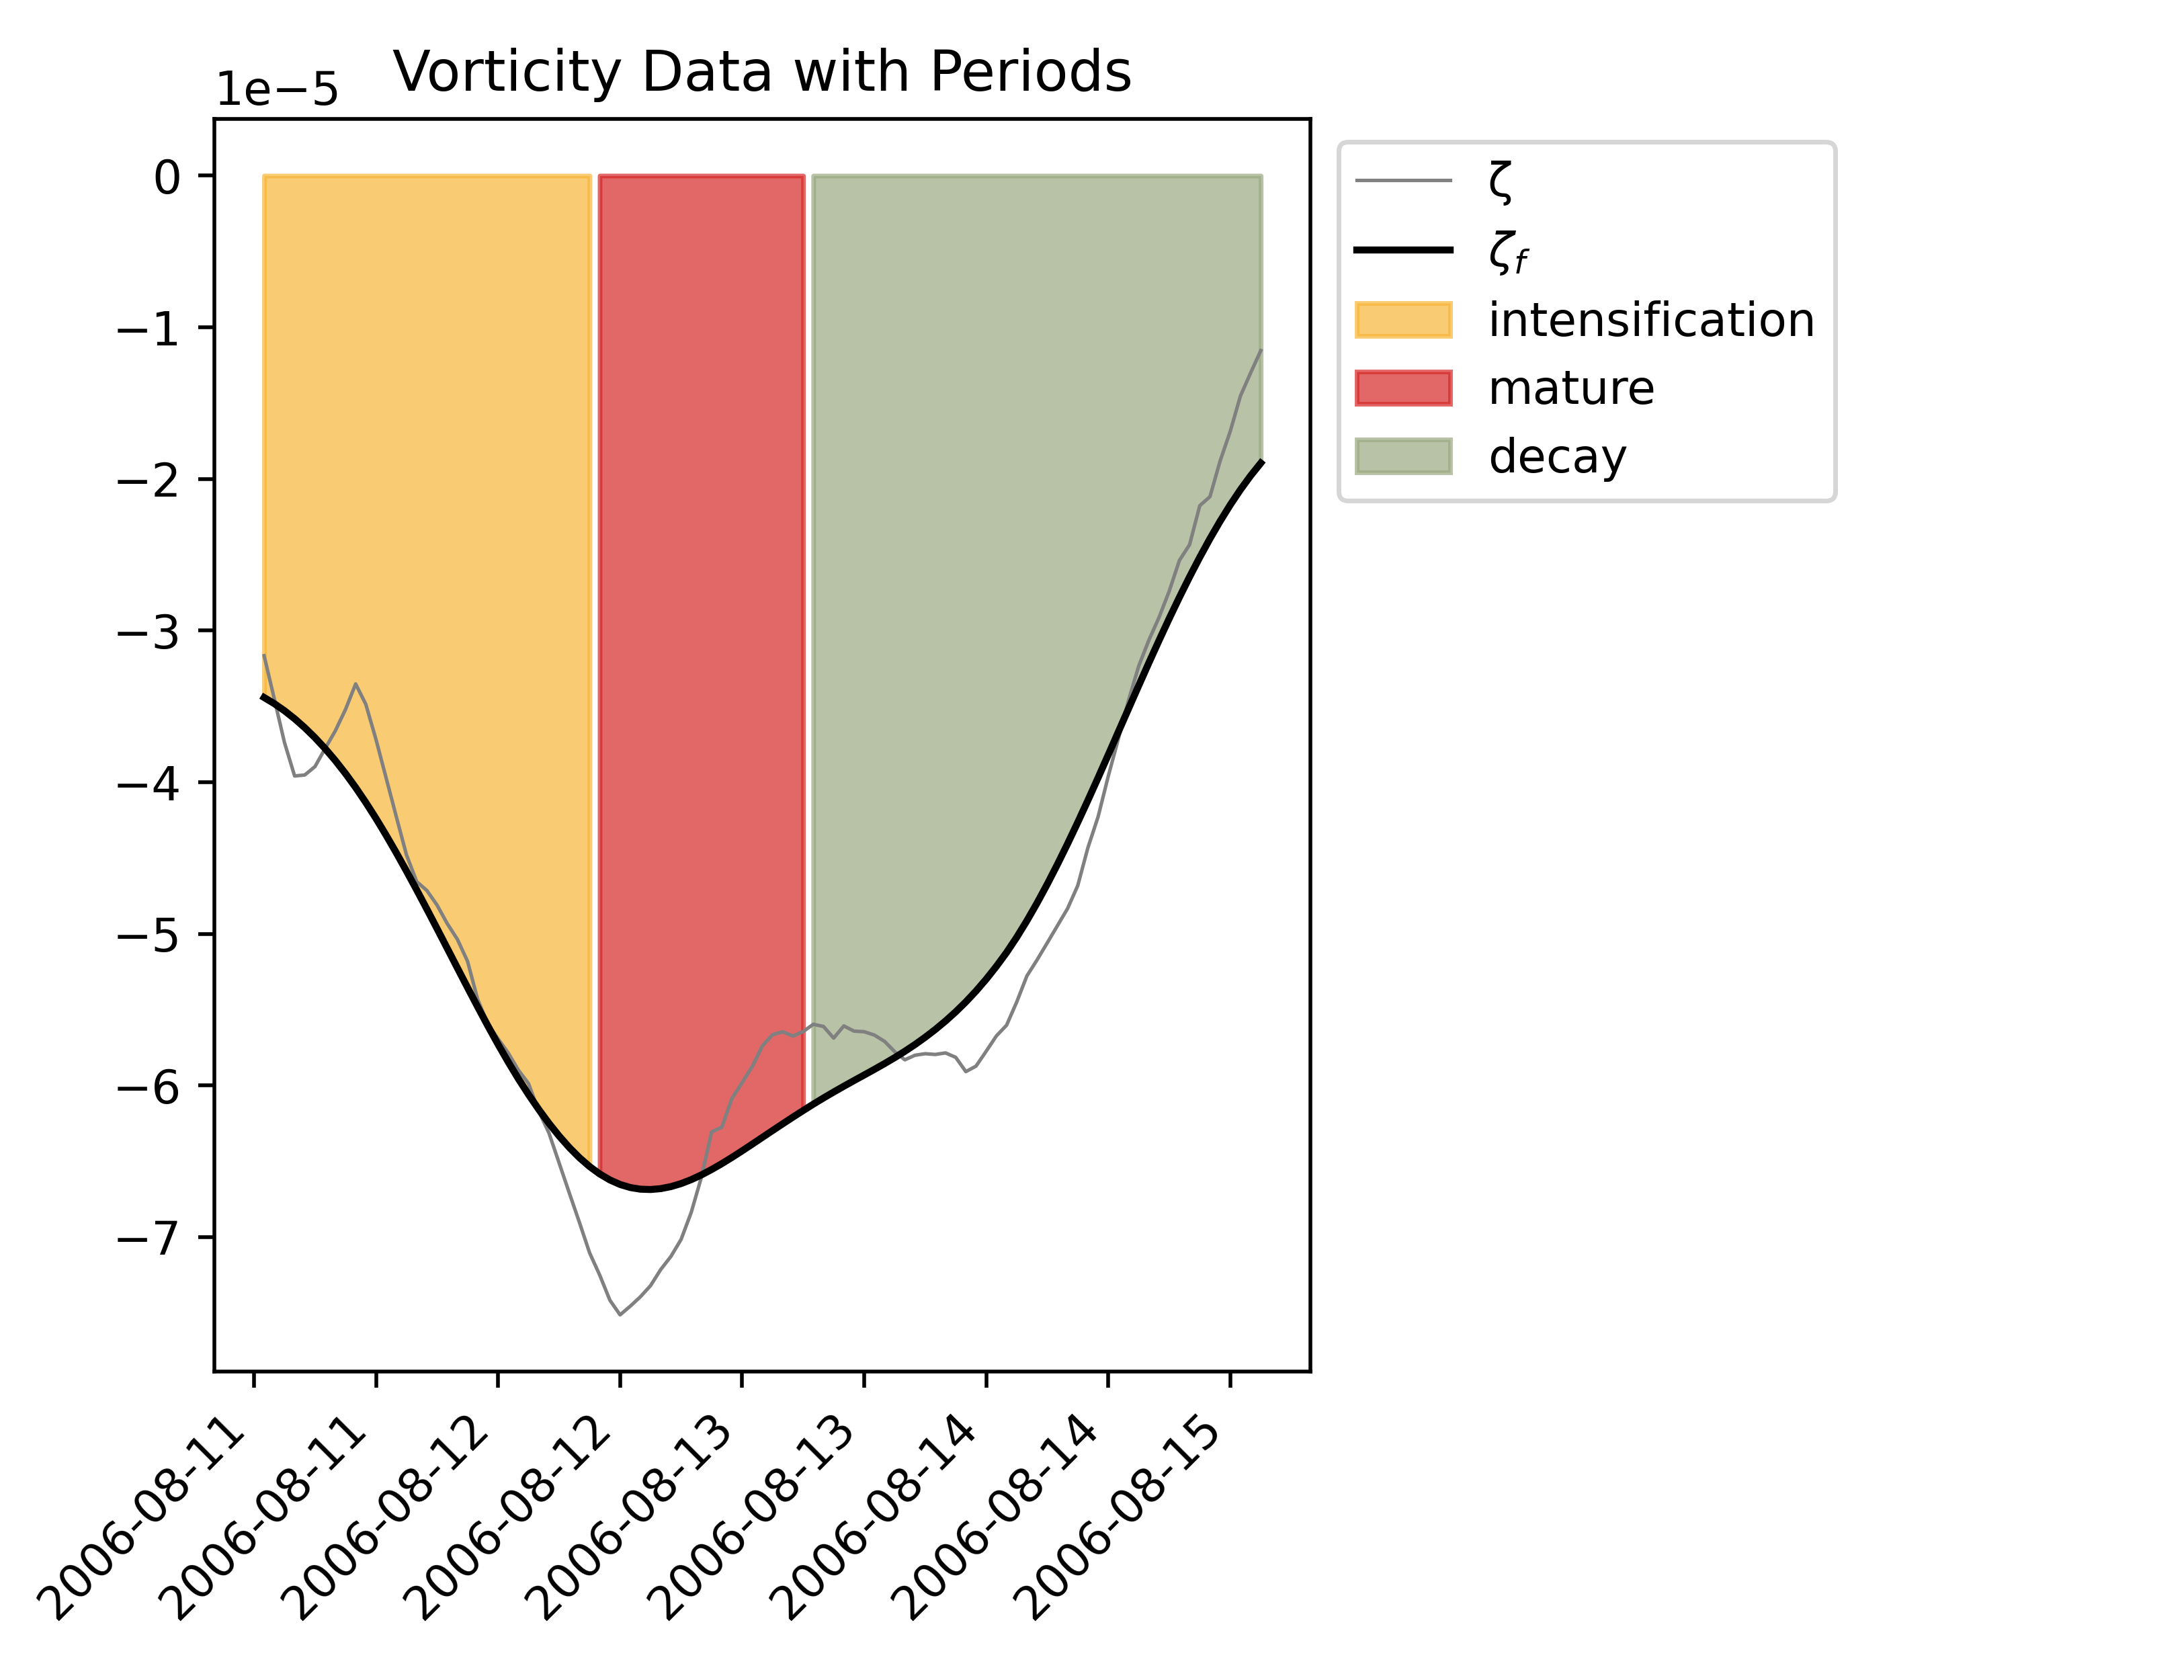 Vorticity Data with Periods
1e−5
0
−1
−2
−3
−4
−5
−6
−7
2006-08-11
2006-08-11
2006-08-12
2006-08-12
2006-08-13
2006-08-13
2006-08-14
2006-08-14
2006-08-15
ζ
ζf
intensification
mature
decay